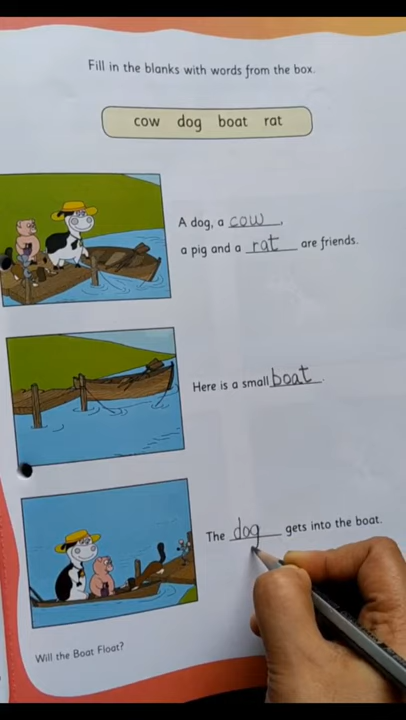 Fill in the blanks with words from the box.
cow dog boat rat
A dog, a cow,
a pig and a rat are friends.
Here is a small boat.
The dog gets into the boat.
Will the Boat Float?